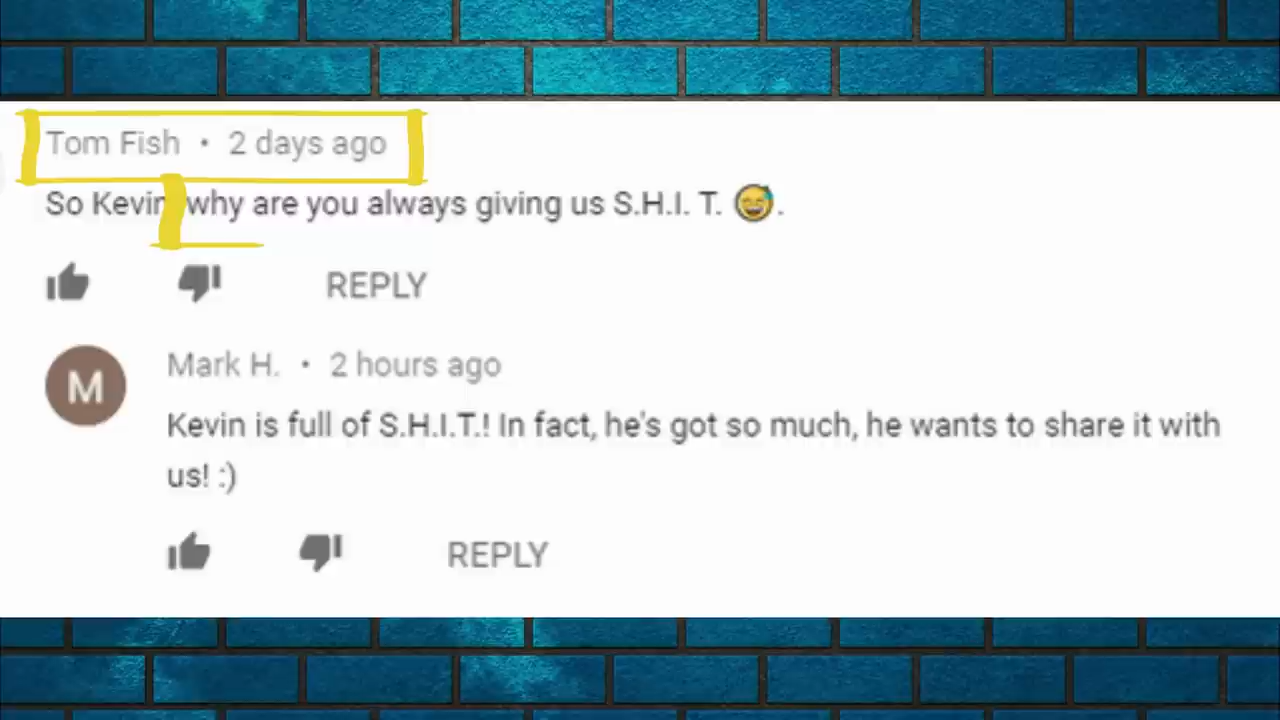 Tom Fish • 2 days ago
So Kevin why are you always giving us S.H.I. T. 😅.
REPLY
M
Mark H. • 2 hours ago
Kevin is full of S.H.I.T.! In fact, he's got so much, he wants to share it with
us! :)
REPLY